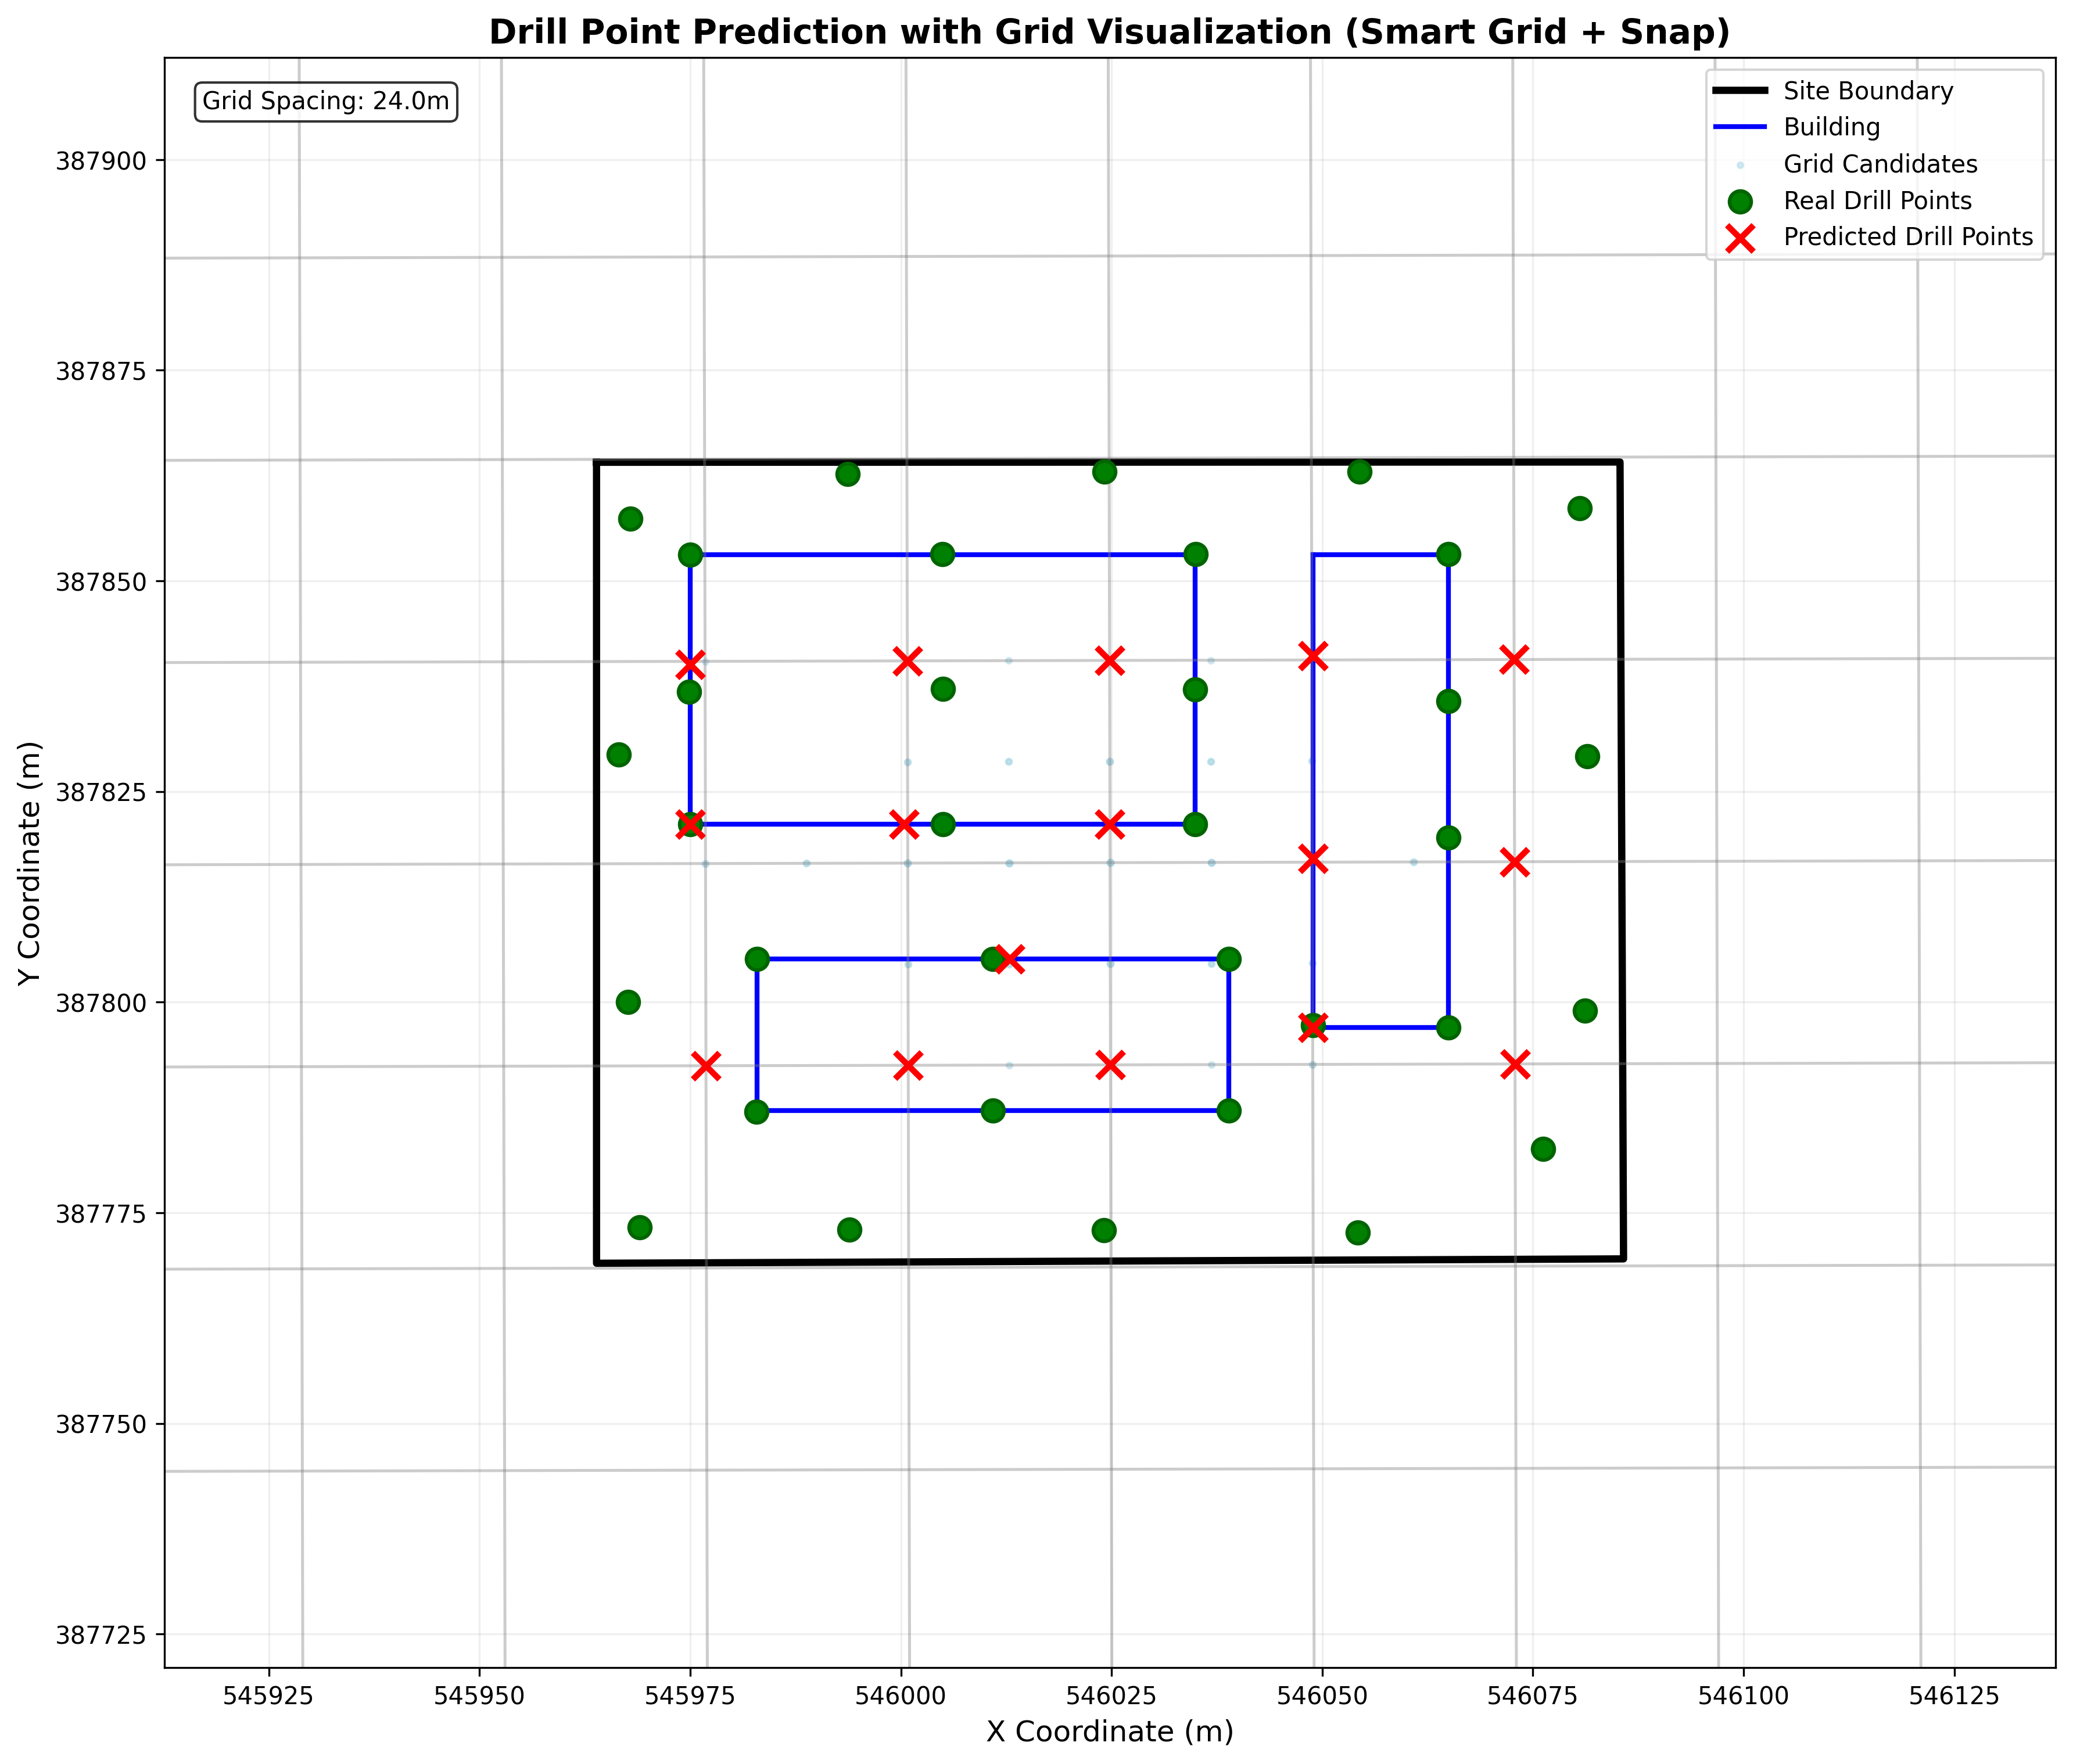 Drill Point Prediction with Grid Visualization (Smart Grid + Snap)
Grid Spacing: 24.0m
Site Boundary
Building
Grid Candidates
Real Drill Points
Predicted Drill Points
Y Coordinate (m)
387900
387875
387850
387825
387800
387775
387750
387725
545925 545950 545975 546000 546025 546050 546075 546100 546125
X Coordinate (m)